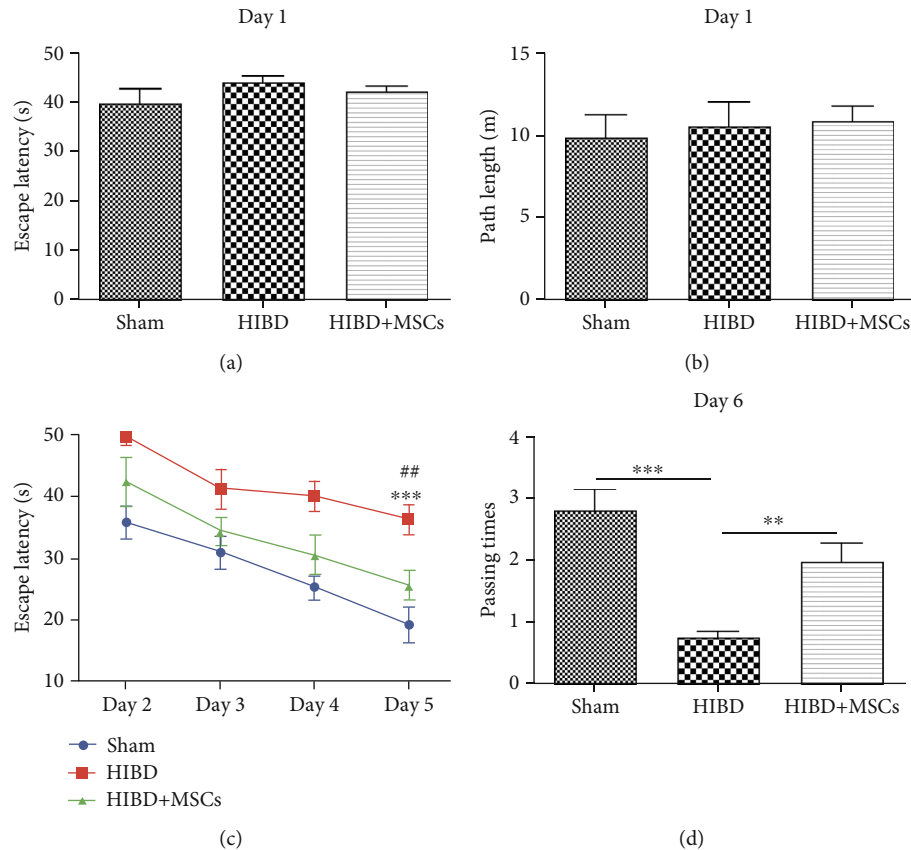 Day 1
Escape latency (s)
50
40
30
20
10
0
Sham HIBD HIBD+MSCs
(a)
Day 1
Path length (m)
15
10
5
0
Sham HIBD HIBD+MSCs
(b)
Escape latency (s)
50
40
30
20
10
##
***
Day 2 Day 3 Day 4 Day 5
Sham
HIBD
HIBD+MSCs
(c)
Day 6
Passing times
4
3
2
1
0
***
**
Sham HIBD HIBD+MSCs
(d)